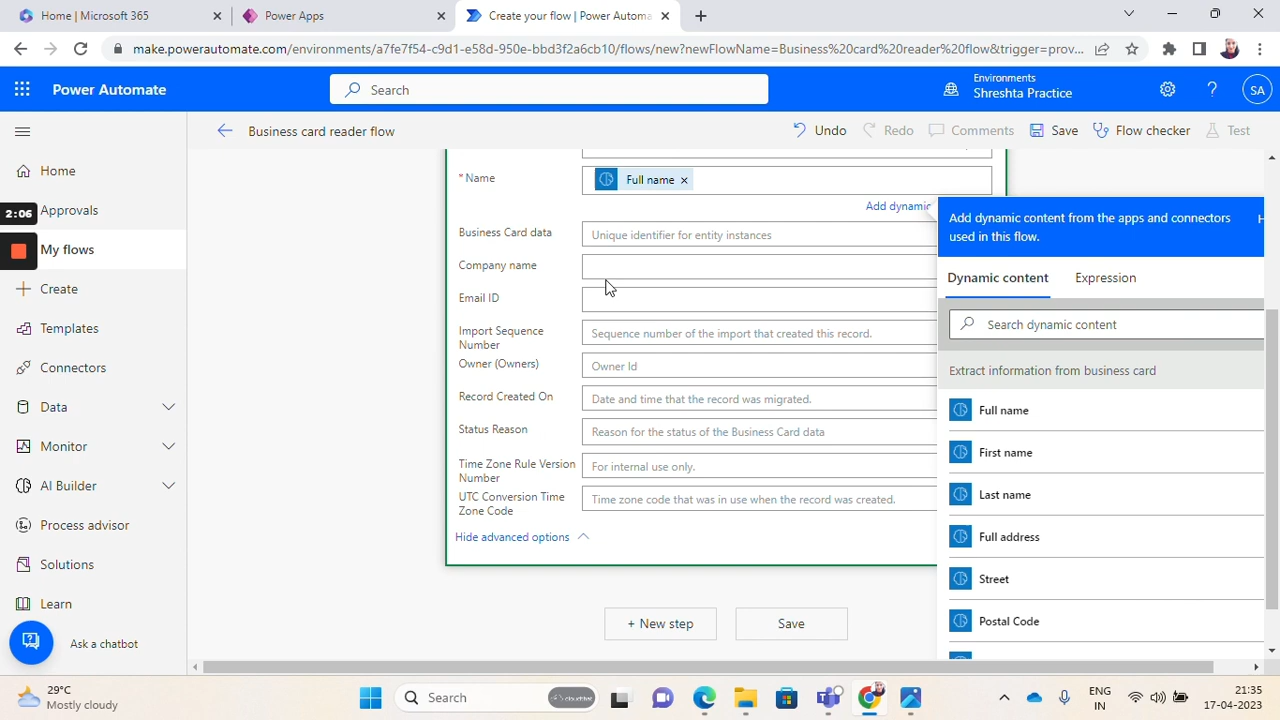 Home | Microsoft 365
Power Apps
Create your flow | Power Automa
make.powerautomate.com/environments/a7fe7f54-c9d1-e58d-950e-bbd3f2a6cb10/flows/new?newFlowName=Business%20card%20reader%20flow&trigger=prov...
Power Automate
Search
Environments
Shreshta Practice
SA
Business card reader flow
Undo
Redo
Comments
Save
Flow checker
Test
Home
Approvals
2:06
My flows
Create
Templates
Connectors
Data
Monitor
AI Builder
Process advisor
Solutions
Learn
Ask a chatbot
* Name
Full name
Add dynamic
Business Card data
Unique identifier for entity instances
Company name
Email ID
Import Sequence
Number
Sequence number of the import that created this record.
Owner (Owners)
Owner Id
Record Created On
Date and time that the record was migrated.
Status Reason
Reason for the status of the Business Card data
Time Zone Rule Version
Number
For internal use only.
UTC Conversion Time
Zone Code
Time zone code that was in use when the record was created.
Hide advanced options
+ New step
Save
Add dynamic content from the apps and connectors
used in this flow.
H
Dynamic content
Expression
Search dynamic content
Extract information from business card
Full name
First name
Last name
Full address
Street
Postal Code
29°C
Mostly cloudy
Search
ENG
IN
21:35
17-04-2023